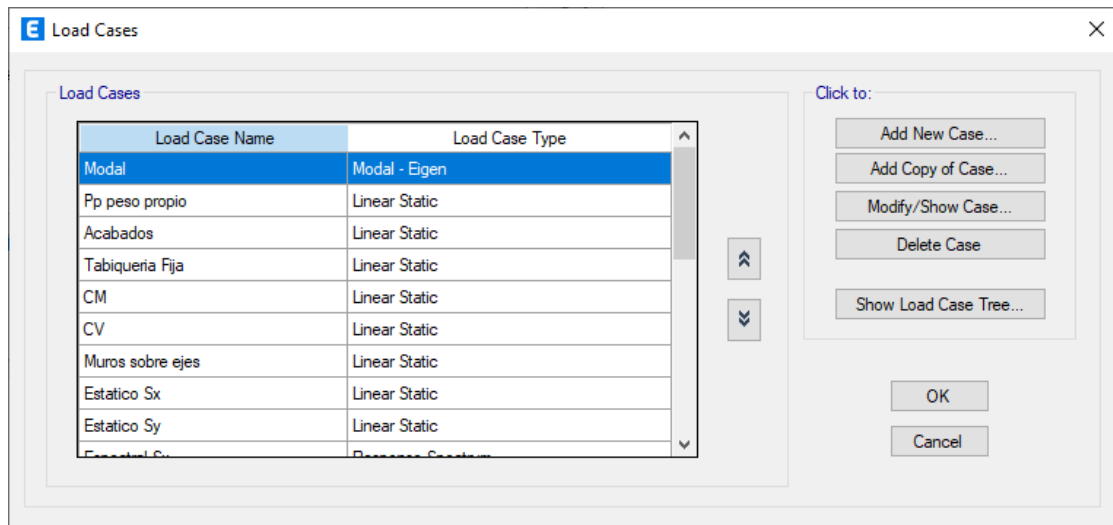 E Load Cases
Load Cases
Load Case Name Load Case Type
Modal Modal - Eigen
Pp peso propio Linear Static
Acabados Linear Static
Tabiqueria Fija Linear Static
CM Linear Static
CV Linear Static
Muros sobre ejes Linear Static
Estatico Sx Linear Static
Estatico Sy Linear Static
Click to:
Add New Case...
Add Copy of Case...
Modify/Show Case...
Delete Case
Show Load Case Tree...
OK
Cancel